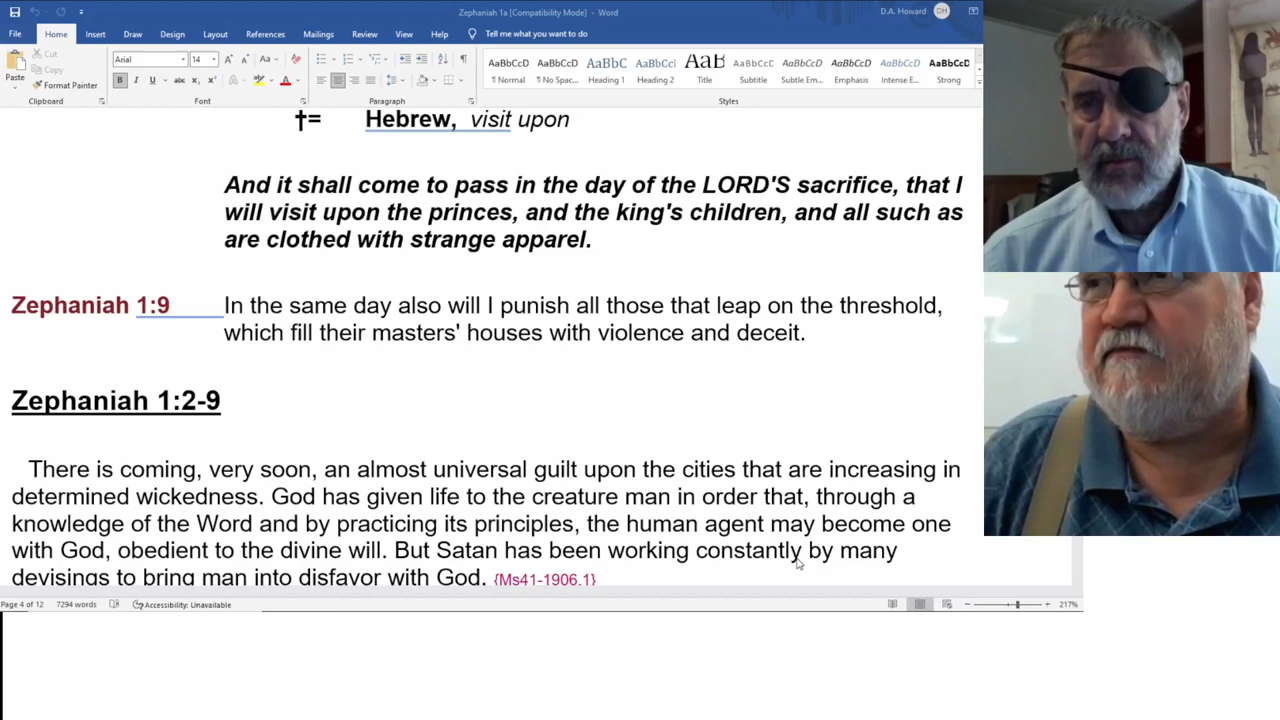 Zephaniah 1a [Compatibility Mode] - Word
D.A. Howard DH
File Home Insert Draw Design Layout References Mailings Review View Help Tell me what you want to do
Cut
Copy
Format Painter
Paste
Arial 14
AaBbCcD AaBbCcD AaBbC AaBbCc AaB AaBbCcD AaBbCcD AaBbCcD AaBbCcD AaBbCcD
¶ Normal ¶ No Spac... Heading 1 Heading 2 Title Subtitle Subtle Em... Emphasis Intense E... Strong
Clipboard Font Paragraph Styles
†= Hebrew, visit upon
And it shall come to pass in the day of the LORD'S sacrifice, that I
will visit upon the princes, and the king's children, and all such as
are clothed with strange apparel.
Zephaniah 1:9 In the same day also will I punish all those that leap on the threshold,
which fill their masters' houses with violence and deceit.
Zephaniah 1:2-9
There is coming, very soon, an almost universal guilt upon the cities that are increasing in
determined wickedness. God has given life to the creature man in order that, through a
knowledge of the Word and by practicing its principles, the human agent may become one
with God, obedient to the divine will. But Satan has been working constantly by many
devisings to bring man into disfavor with God. {Ms41-1906.1}
Page 4 of 12 7294 words Accessibility: Unavailable 217%